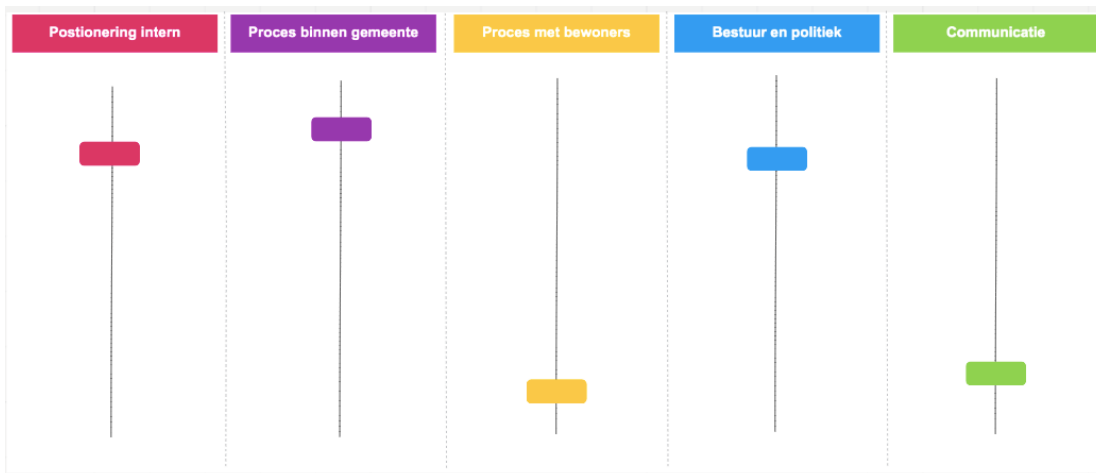 Postionering intern
Proces binnen gemeente
Proces met bewoners
Bestuur en politiek
Communicatie